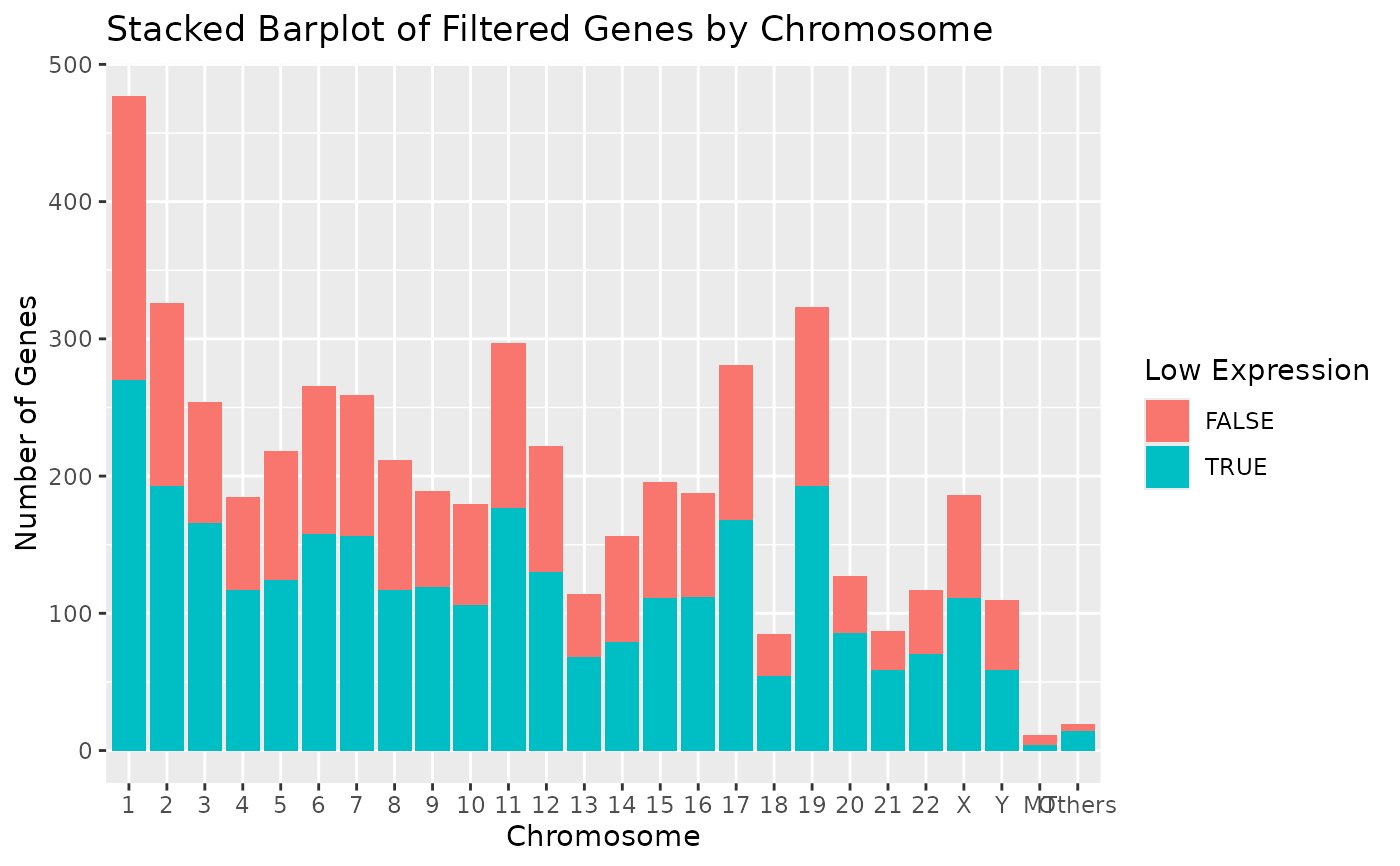 Stacked Barplot of Filtered Genes by Chromosome
500
400
300
200
100
0
Number of Genes
1 2 3 4 5 6 7 8 9 10 11 12 13 14 15 16 17 18 19 20 21 22 X Y MT Others
Chromosome
Low Expression
FALSE
TRUE